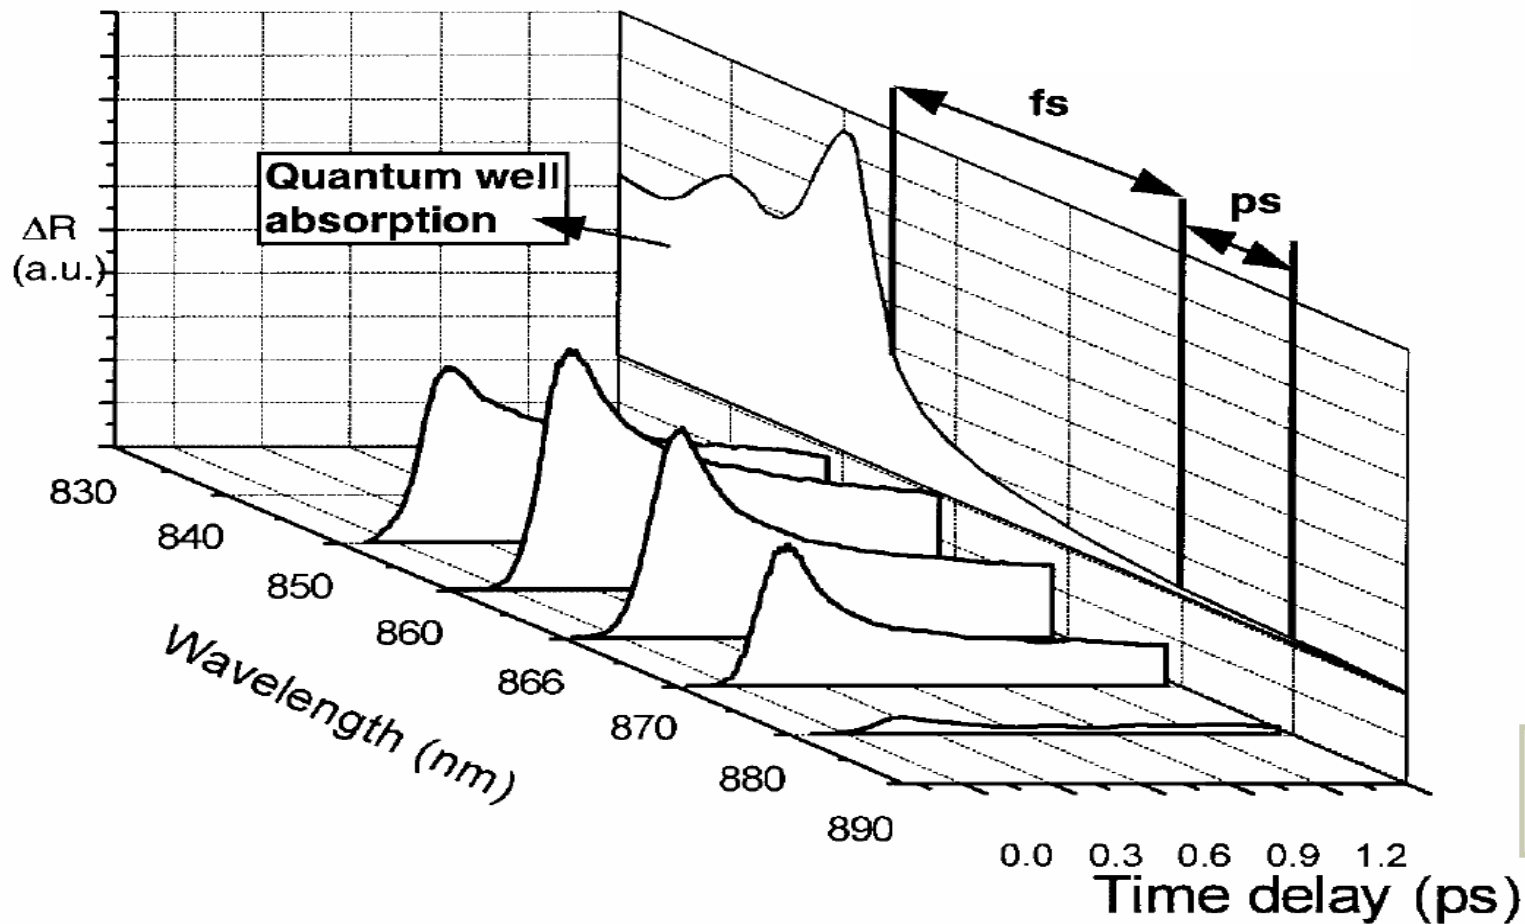 fs
ps
Quantum well
absorption
ΔR
(a.u.)
830
840
850
860
866
870
880
890
Wavelength (nm)
0.0 0.3 0.6 0.9 1.2
Time delay (ps)